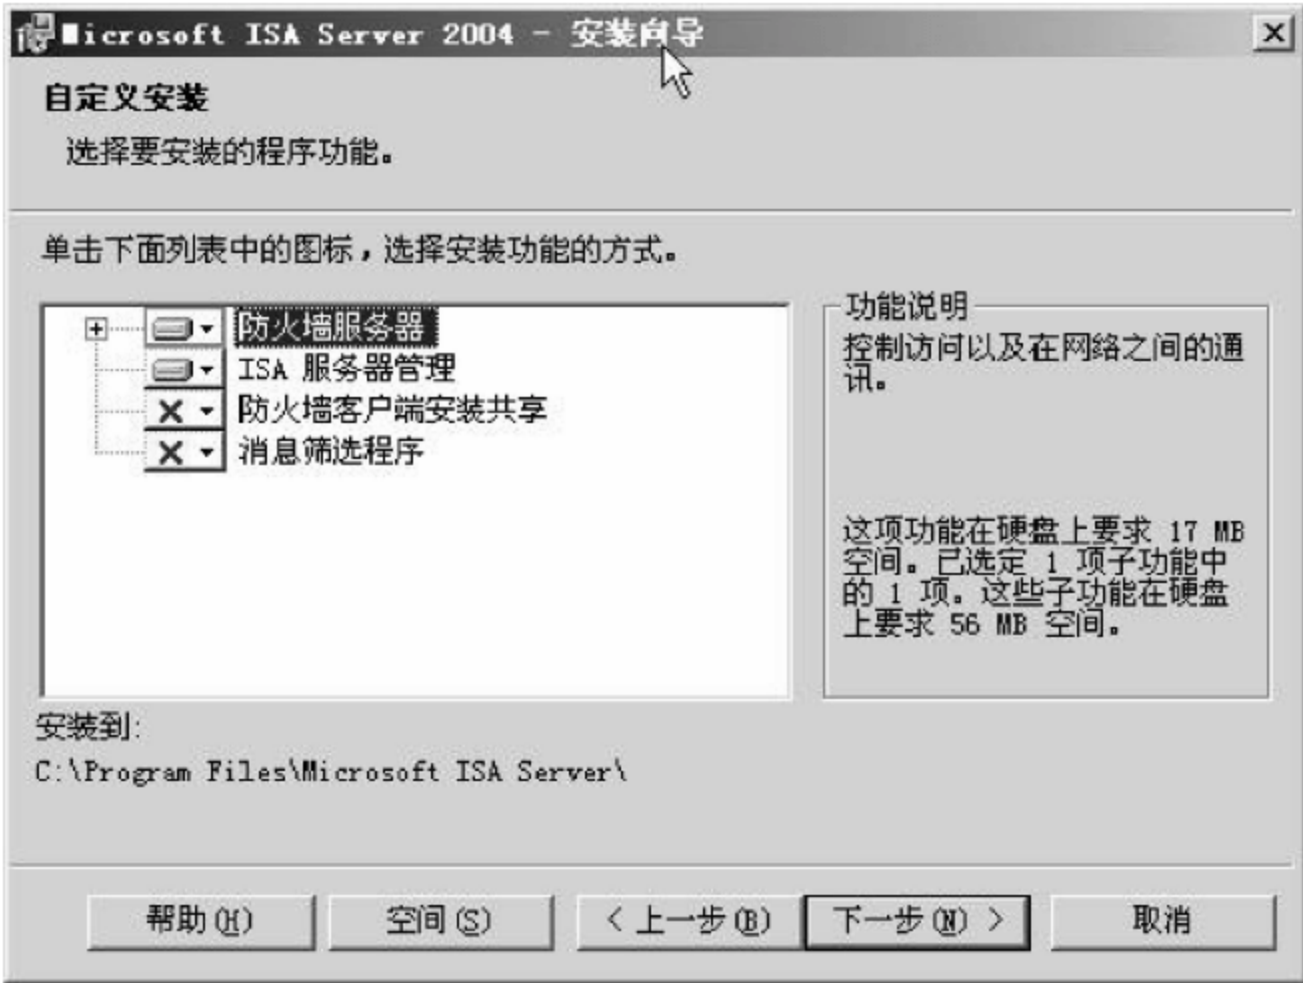 Microsoft ISA Server 2004 - 安装向导
自定义安装
选择要安装的程序功能。
单击下面列表中的图标，选择安装功能的方式。
防火墙服务器
ISA 服务器管理
防火墙客户端安装共享
消息筛选程序
功能说明
控制访问以及在网络之间的通
讯。
这项功能在硬盘上要求 17 MB
空间。已选定 1 项子功能中
的 1 项。这些子功能在硬盘
上要求 56 MB 空间。
安装到:
C:\Program Files\Microsoft ISA Server\
帮助(H)
空间(S)
< 上一步(B)
下一步(N) >
取消